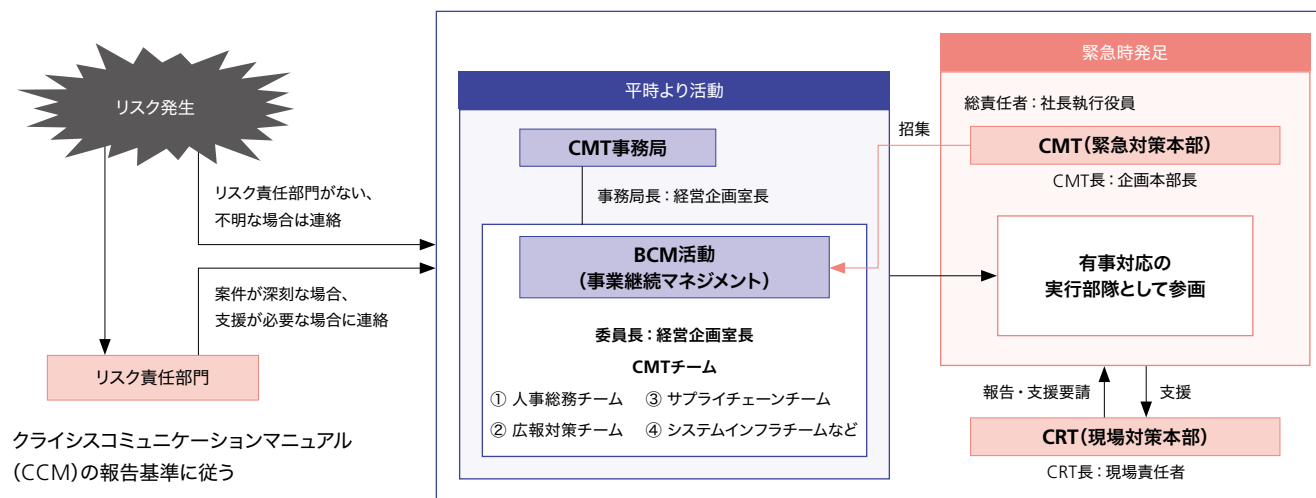 リスク発生
リスク責任部門がない、
不明な場合は連絡
案件が深刻な場合、
支援が必要な場合に連絡
リスク責任部門
クライシスコミュニケーションマニュアル
（CCM）の報告基準に従う
平時より活動
CMT事務局
事務局長：経営企画室長
BCM活動
（事業継続マネジメント）
委員長：経営企画室長
CMTチーム
① 人事総務チーム ③ サプライチェーンチーム
② 広報対策チーム ④ システムインフラチームなど
招集
緊急時発足
総責任者：社長執行役員
CMT（緊急対策本部）
CMT長：企画本部長
有事対応の
実行部隊として参画
報告・支援要請 支援
CRT（現場対策本部）
CRT長：現場責任者